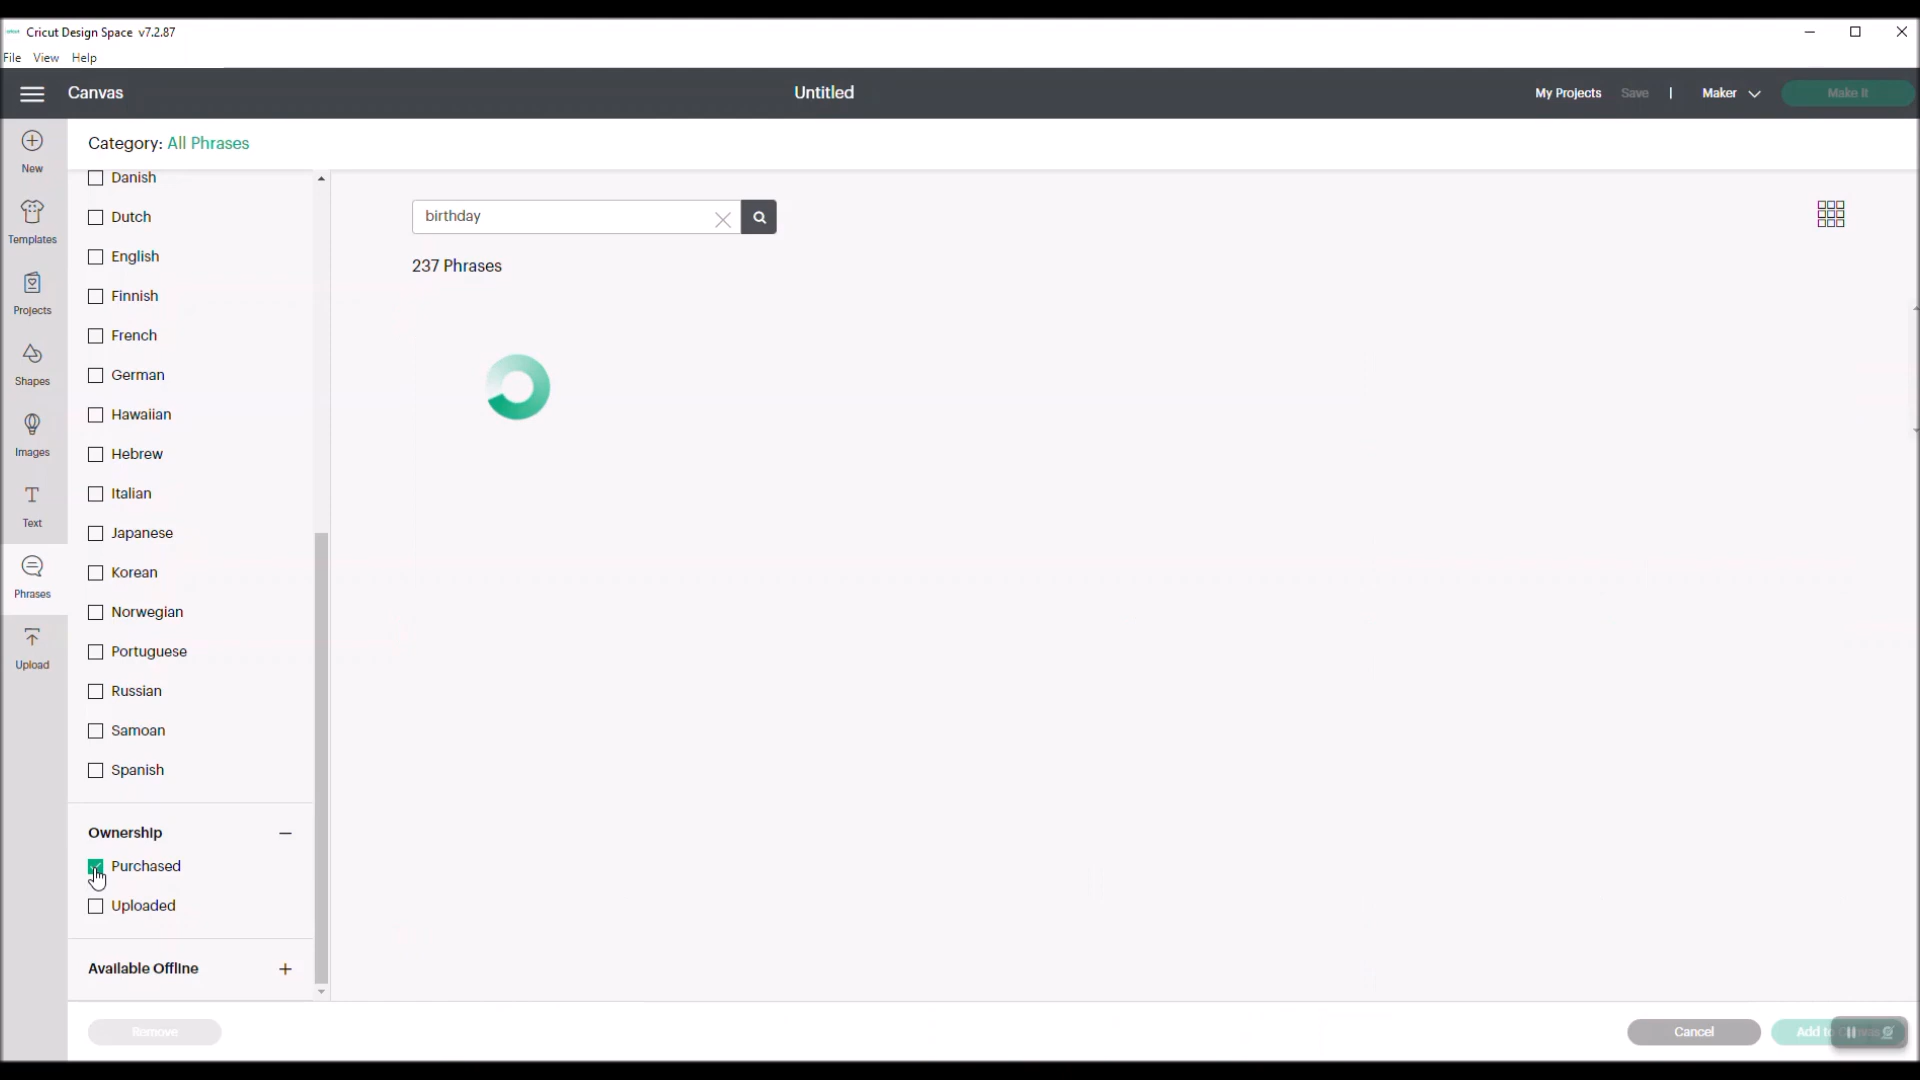 Cricut Design Space v7.2.87
File View Help
Canvas
Untitled
My Projects Save | Maker Make It
New
Templates
Projects
Shapes
Images
Text
Phrases
Upload
Category: All Phrases
Danish
Dutch
English
Finnish
French
German
Hawaiian
Hebrew
Italian
Japanese
Korean
Norwegian
Portuguese
Russian
Samoan
Spanish
Ownership
Purchased
Uploaded
Available Offline
birthday
237 Phrases
Remove
Cancel
Add to